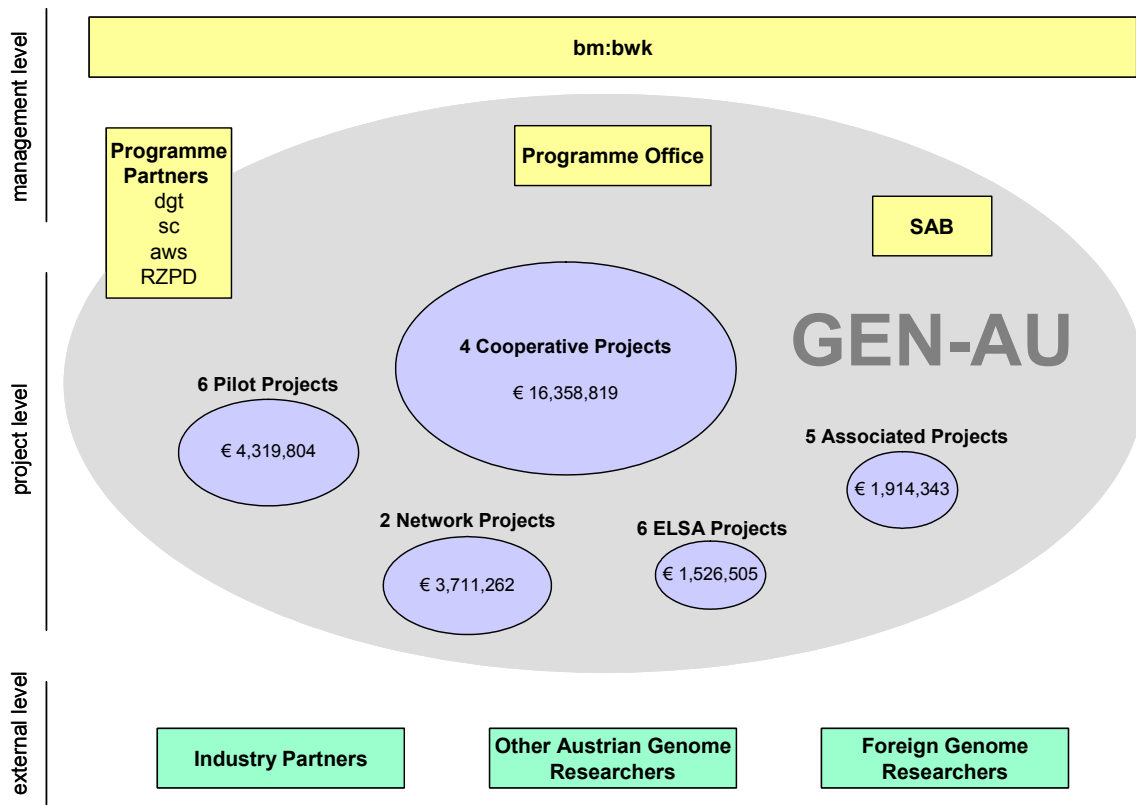 management level
bm:bwk
Programme
Partners
dgt
sc
aws
RZPD
Programme Office
SAB
project level
GEN-AU
4 Cooperative Projects
€ 16,358,819
6 Pilot Projects
€ 4,319,804
5 Associated Projects
€ 1,914,343
2 Network Projects
€ 3,711,262
6 ELSA Projects
€ 1,526,505
external level
Industry Partners
Other Austrian Genome
Researchers
Foreign Genome
Researchers